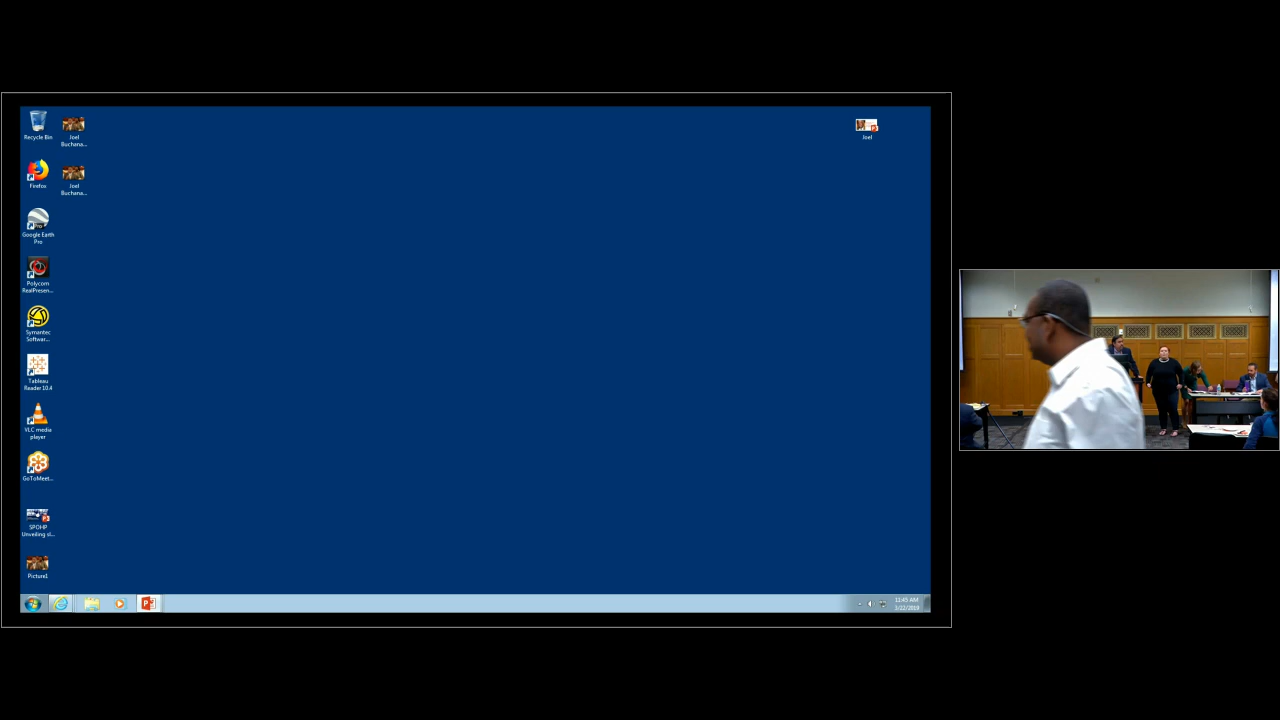 Recycle Bin
Joel
Buchana...
Joel
Firefox
Joel
Buchana...
Google Earth
Pro
Pro
Polycom
RealPresen...
Symantec
Softwar...
Tableau
Reader 10.4
VLC media
player
GoToMeet...
SPOHP
Unveiling sl...
Picture1
11:45 AM
3/22/2019